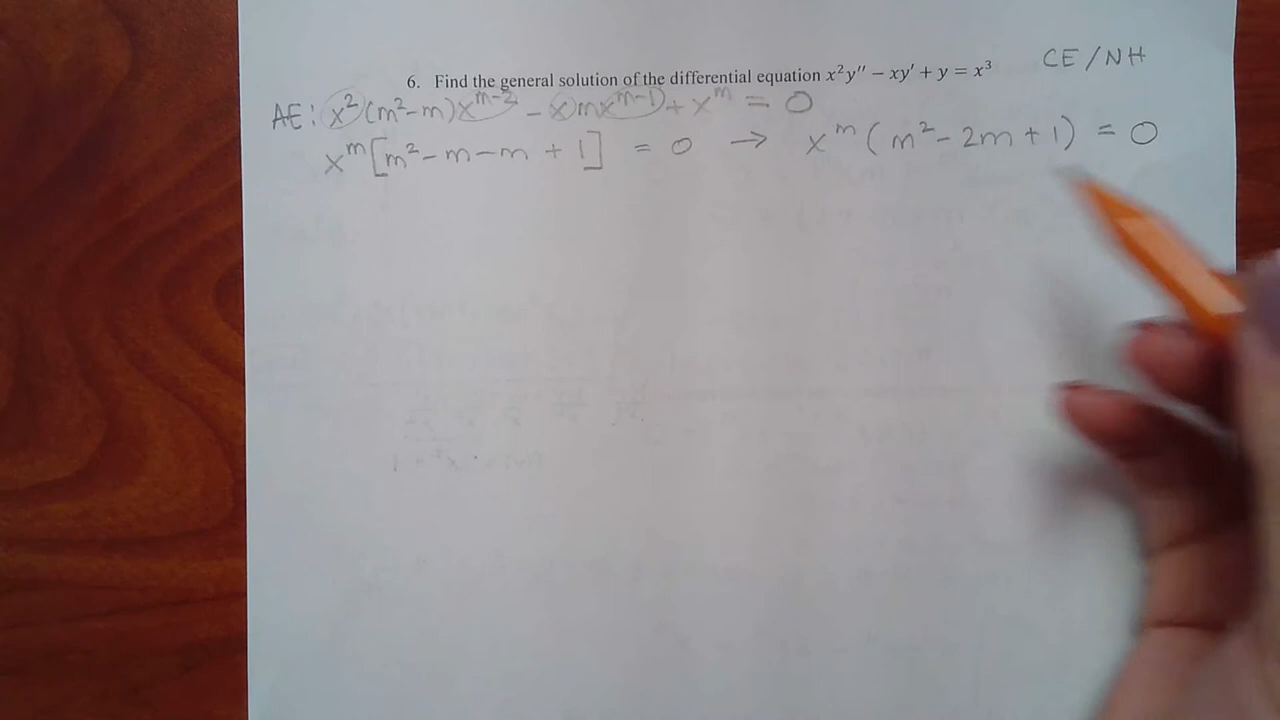 6. Find the general solution of the differential equation x²y″ − xy′ + y = x³
CE/NH
AE: x²(m²-m)x^{m-2} - xmx^{m-1} + x^m = 0
x^m[m²-m-m+1] = 0 → x^m(m²-2m+1) = 0